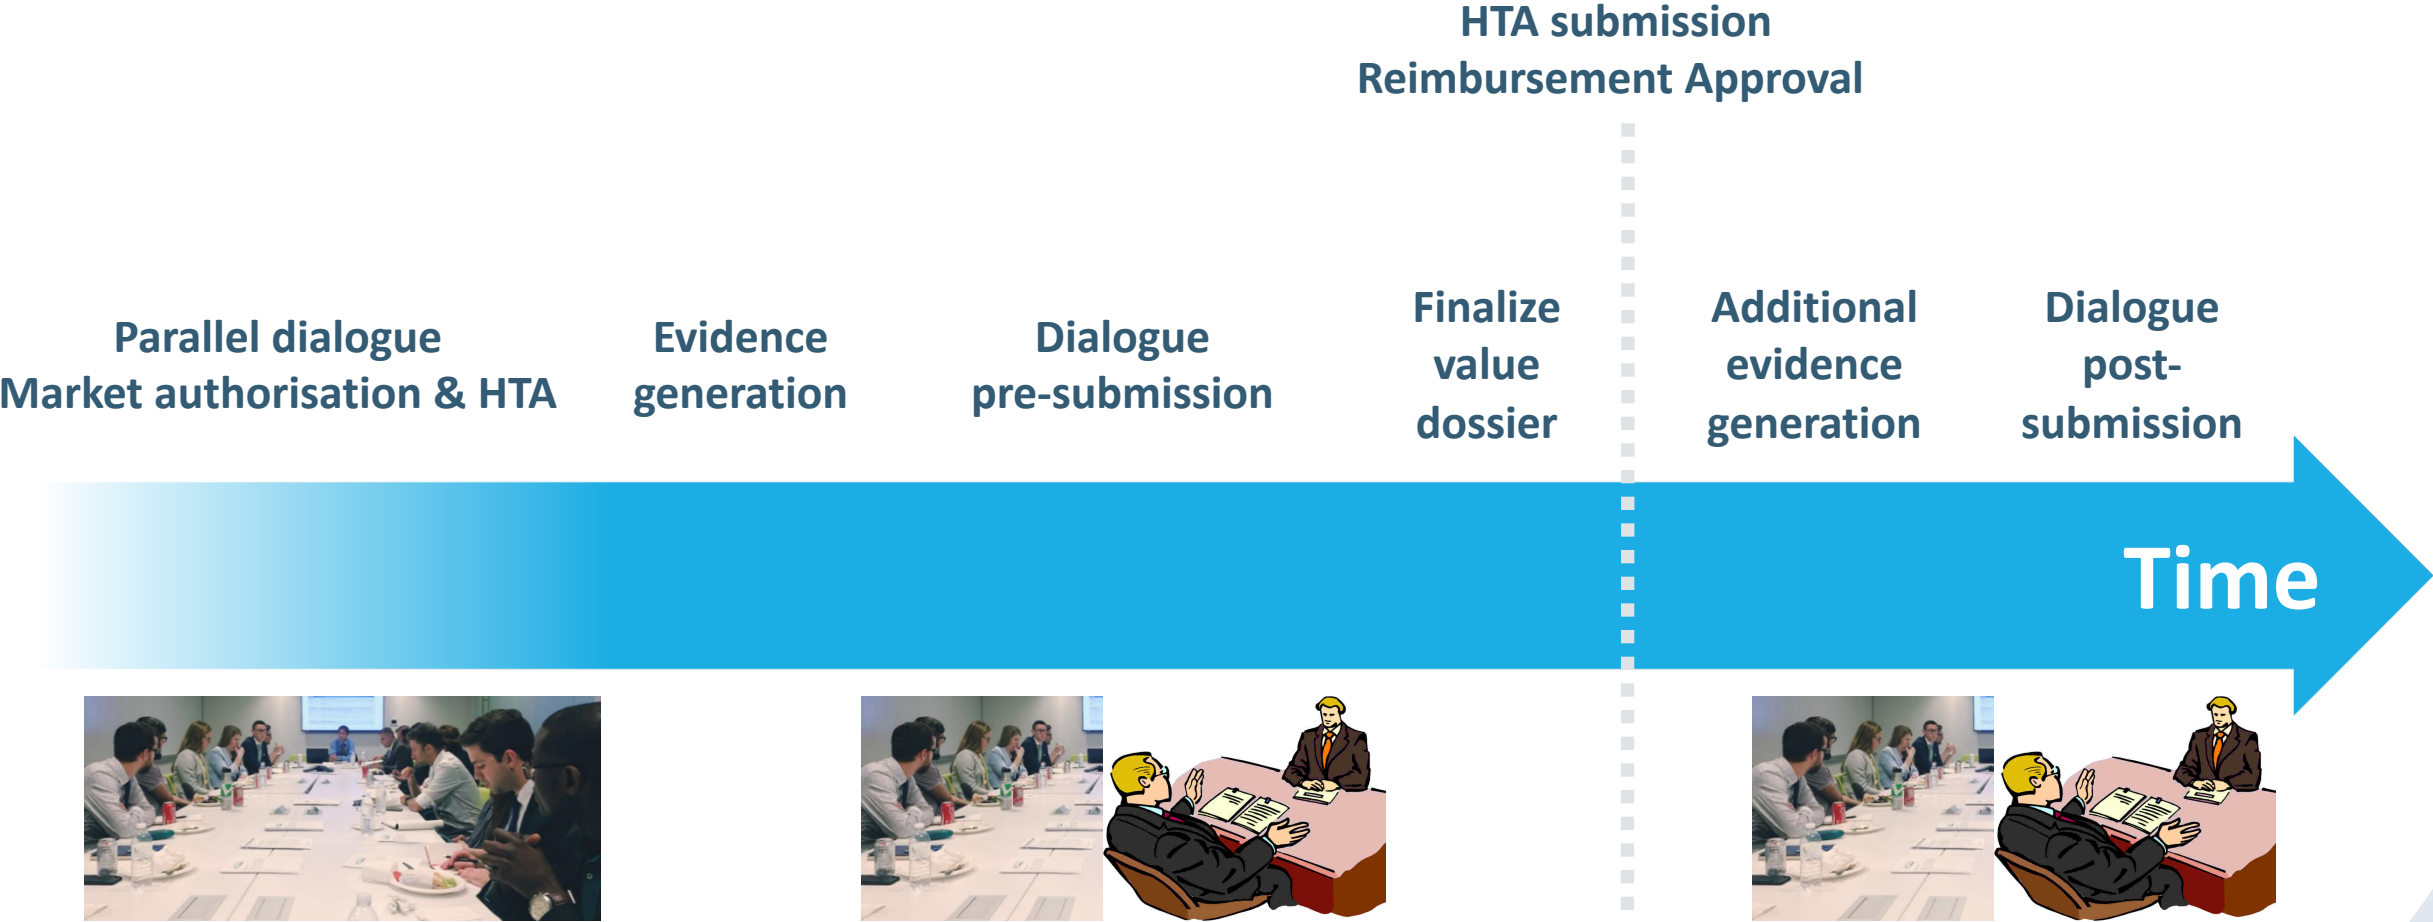 HTA submission
Reimbursement Approval
Parallel dialogue
Market authorisation & HTA
Evidence
generation
Dialogue
pre-submission
Finalize
value
dossier
Additional
evidence
generation
Dialogue
post-
submission
Time